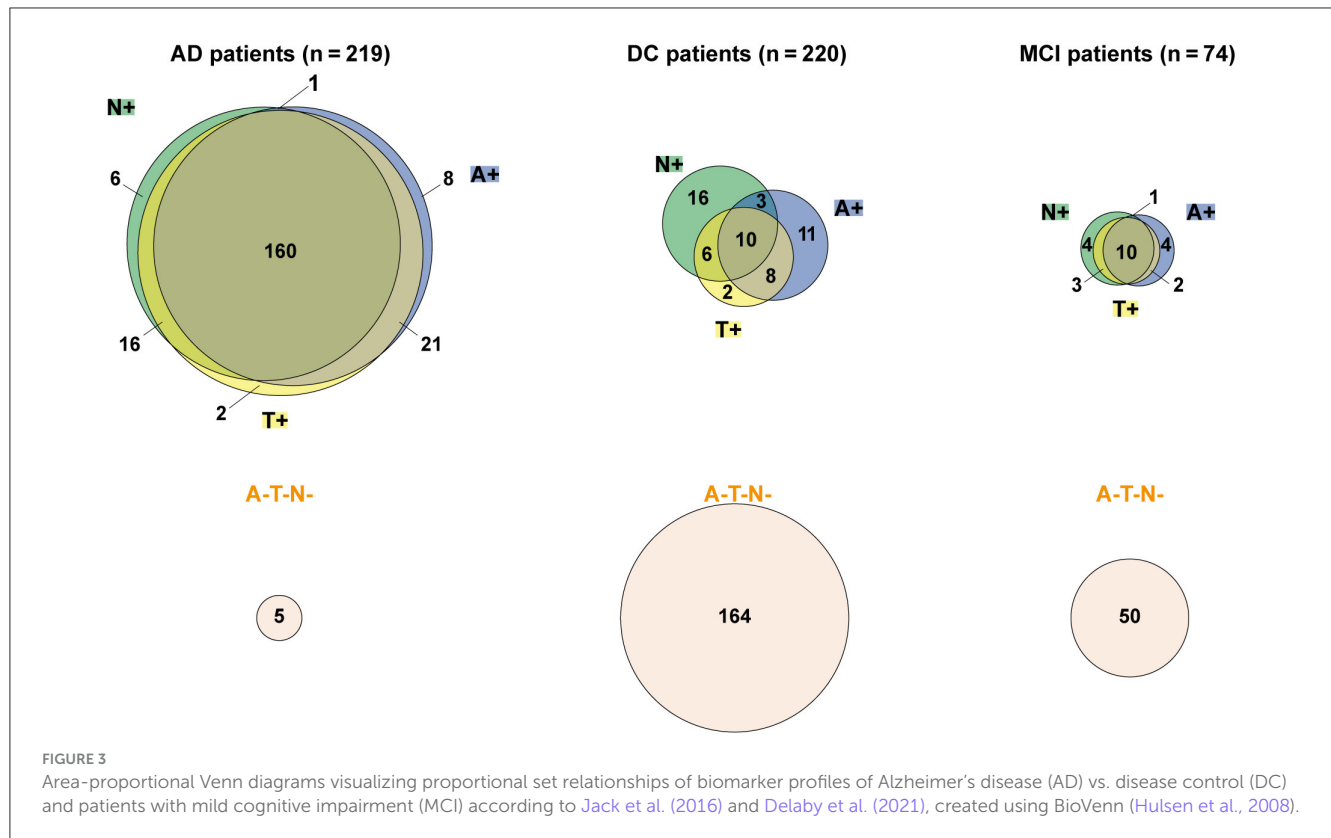 AD patients (n = 219)
1
N+
6
8
A+
160
16
21
2
T+
A-T-N-
5
DC patients (n = 220)
N+
16
3
A+
10
11
6
8
2
T+
A-T-N-
164
MCI patients (n = 74)
1
N+
A+
4
10
4
3
2
T+
A-T-N-
50
FIGURE 3
Area-proportional Venn diagrams visualizing proportional set relationships of biomarker profiles of Alzheimer's disease (AD) vs. disease control (DC)
and patients with mild cognitive impairment (MCI) according to Jack et al. (2016) and Delaby et al. (2021), created using BioVenn (Hulsen et al., 2008).